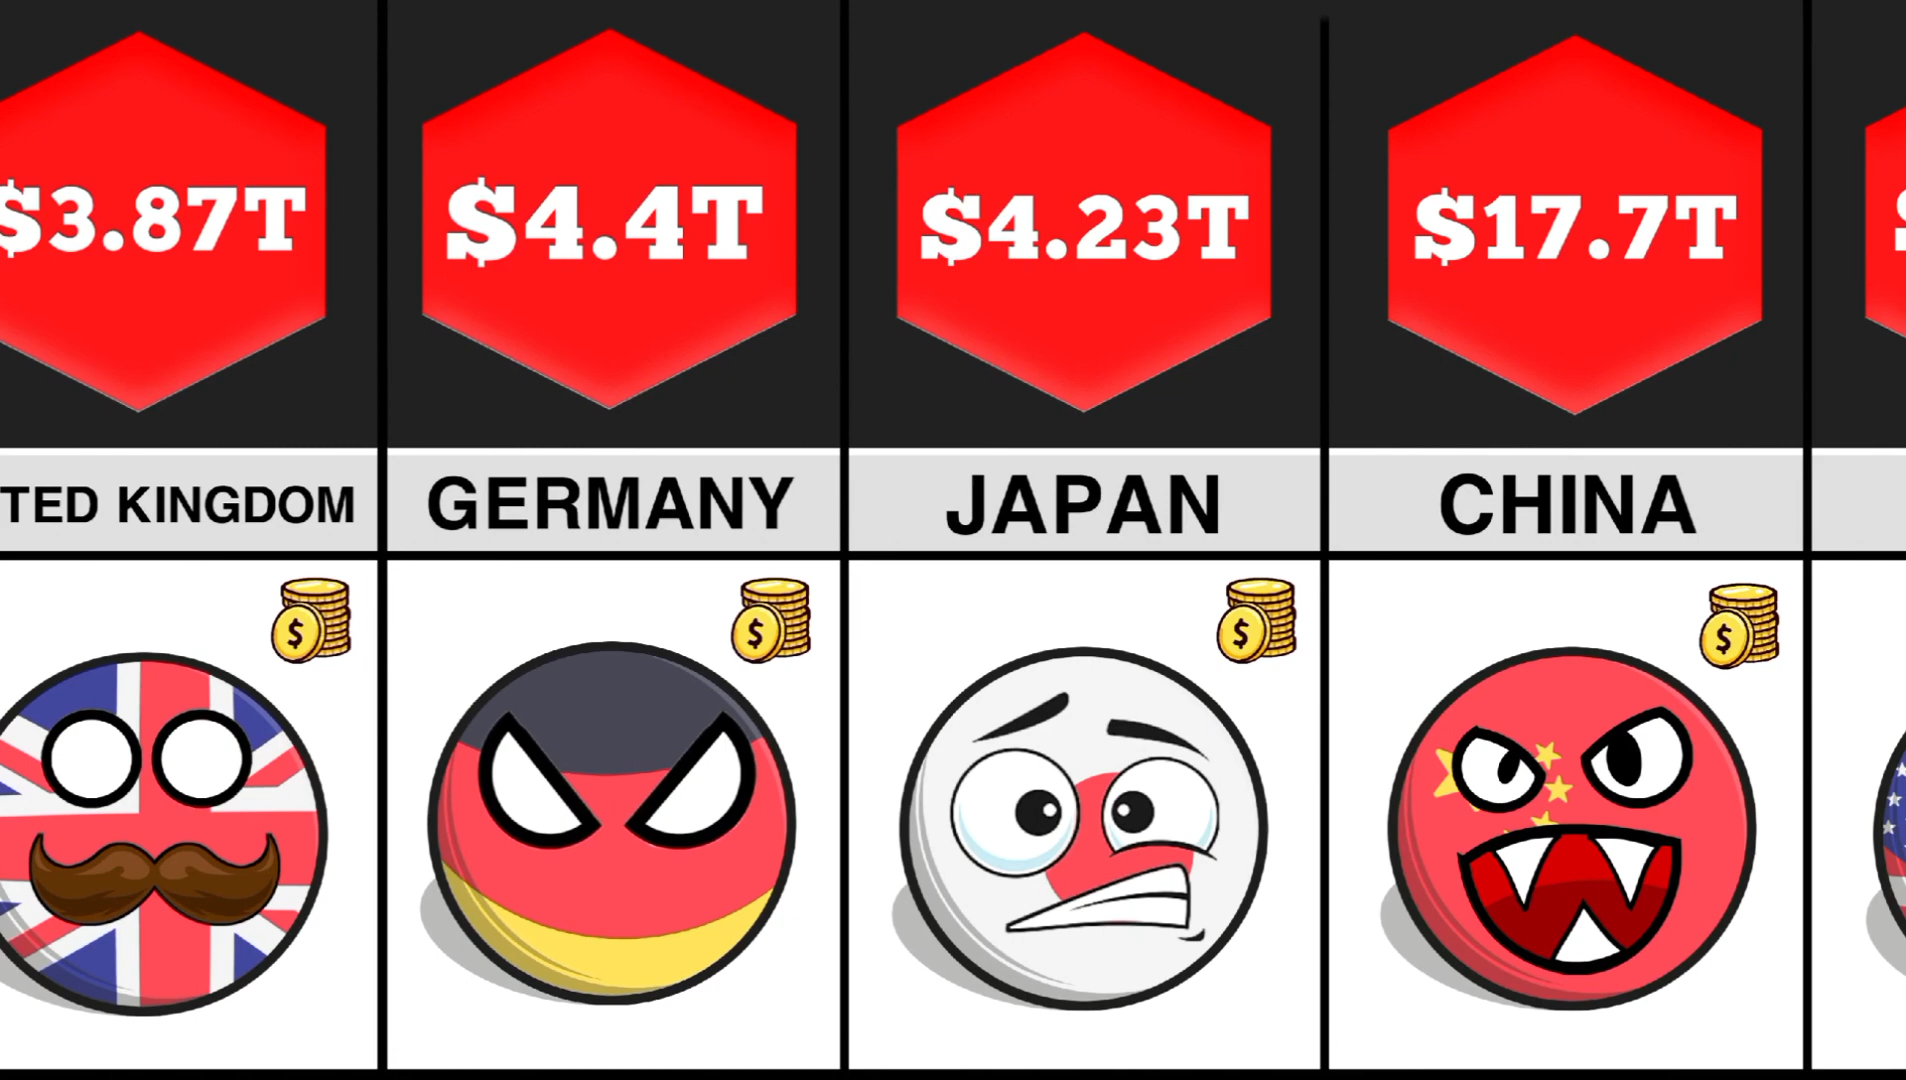 $3.87T
$4.4T
$4.23T
$17.7T
$
TED KINGDOM
GERMANY
JAPAN
CHINA
$
$
$
$